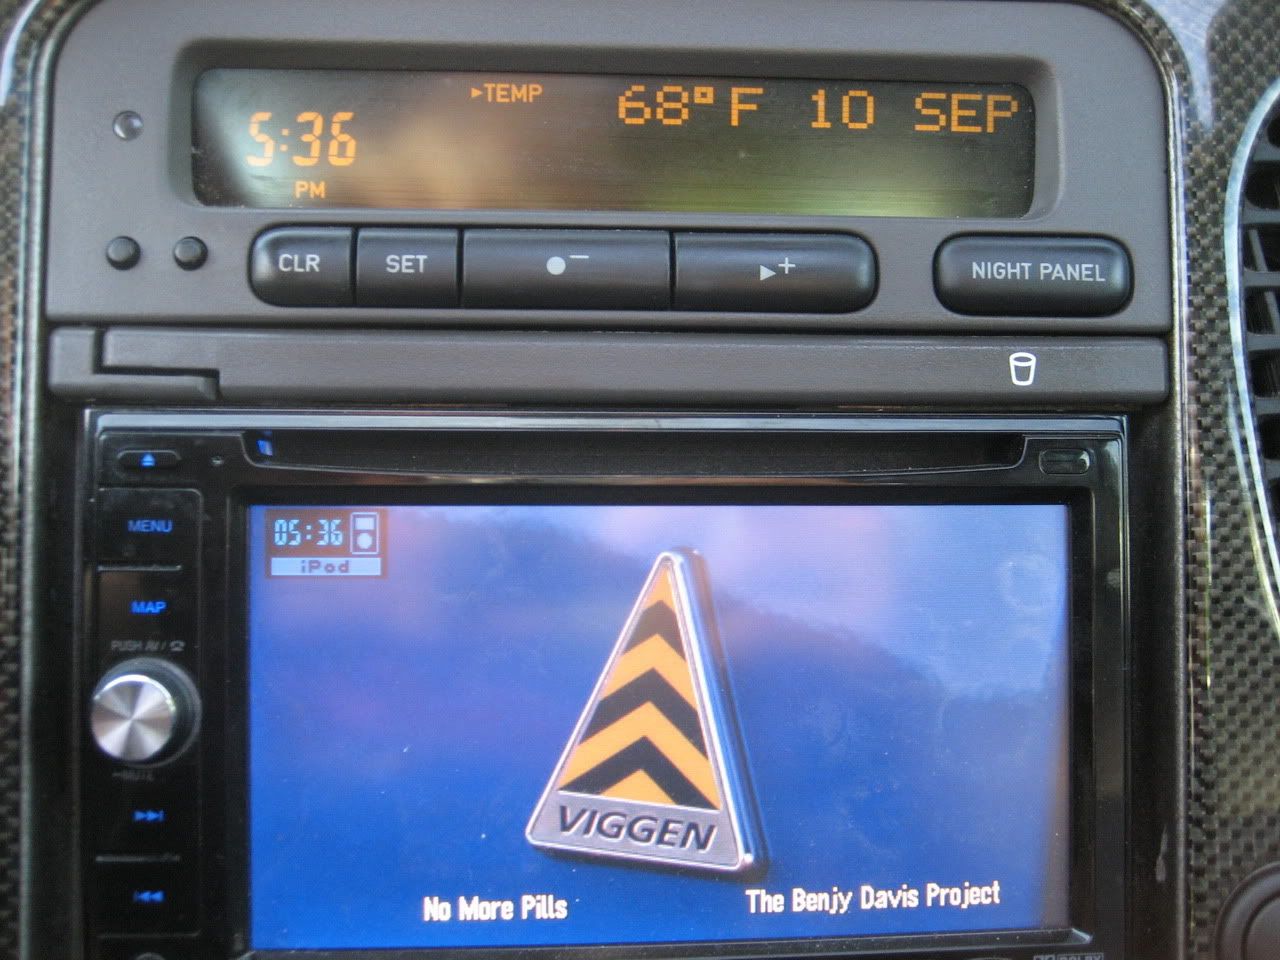 TEMP 68°F 10 SEP
5:36
PM
CLR SET NIGHT PANEL
MENU
05:36
iPod
MAP
PUSH AV /
MUTE
VIGGEN
No More Pills The Benjy Davis Project